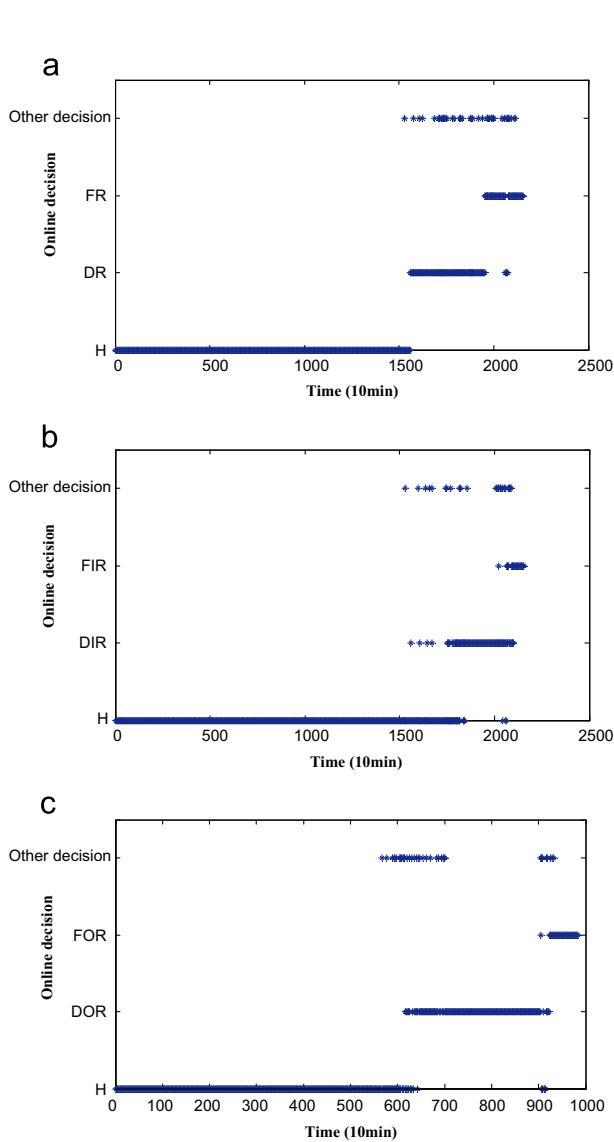 a
Other decision
FR
DR
H
Online decision
0 500 1000 1500 2000 2500
Time (10min)
b
Other decision
FIR
DIR
H
Online decision
0 500 1000 1500 2000 2500
Time (10min)
c
Other decision
FOR
DOR
H
Online decision
0 100 200 300 400 500 600 700 800 900 1000
Time (10min)